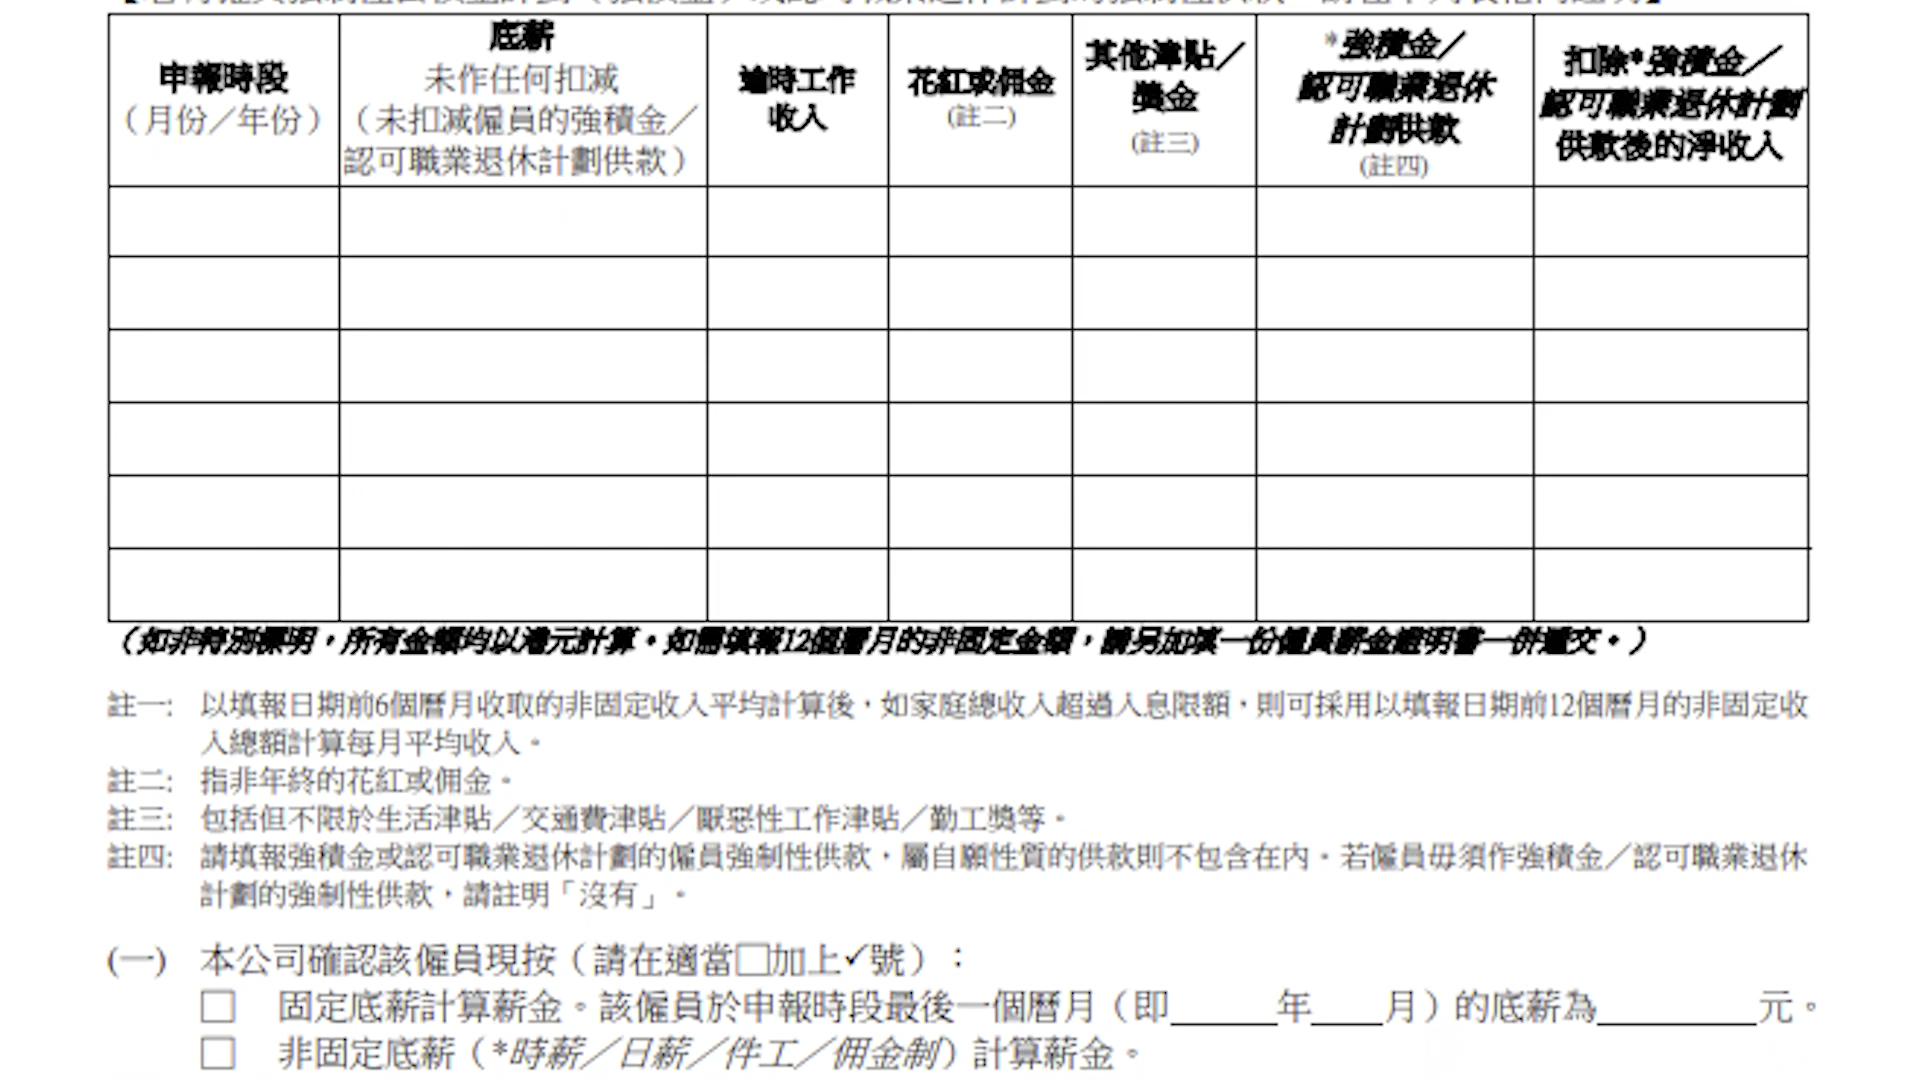 申報時段
（月份／年份）
底薪
未作任何扣減
（未扣減僱員的強積金／
認可職業退休計劃供款）
逾時工作
收入
花紅或佣金
(註二)
其他津貼／
獎金
(註三)
*強積金／
認可職業退休
計劃供款
(註四)
扣除*強積金／
認可職業退休計劃
供款後的淨收入
（如非特別標明，所有金額均以港元計算。如需填報12個曆月的非固定金額，請另加填一份僱員薪金證明書一併遞交。）
註一: 以填報日期前6個曆月收取的非固定收入平均計算後，如家庭總收入超過入息限額，則可採用以填報日期前12個曆月的非固定收
入總額計算每月平均收入。
註二: 指非年終的花紅或佣金。
註三: 包括但不限於生活津貼／交通費津貼／厭惡性工作津貼／勤工獎等。
註四: 請填報強積金或認可職業退休計劃的僱員強制性供款，屬自願性質的供款則不包含在內。若僱員毋須作強積金／認可職業退休
計劃的強制性供款，請註明「沒有」。
(一) 本公司確認該僱員現按（請在適當□加上✓號）：
□ 固定底薪計算薪金。該僱員於申報時段最後一個曆月（即______年____月）的底薪為_________元。
□ 非固定底薪（*時薪／日薪／件工／佣金制）計算薪金。